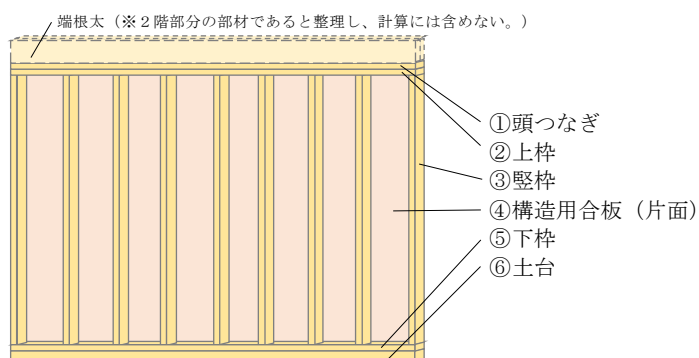 端根太（※２階部分の部材であると整理し、計算には含めない。）
①頭つなぎ
②上枠
③竪枠
④構造用合板（片面）
⑤下枠
⑥土台